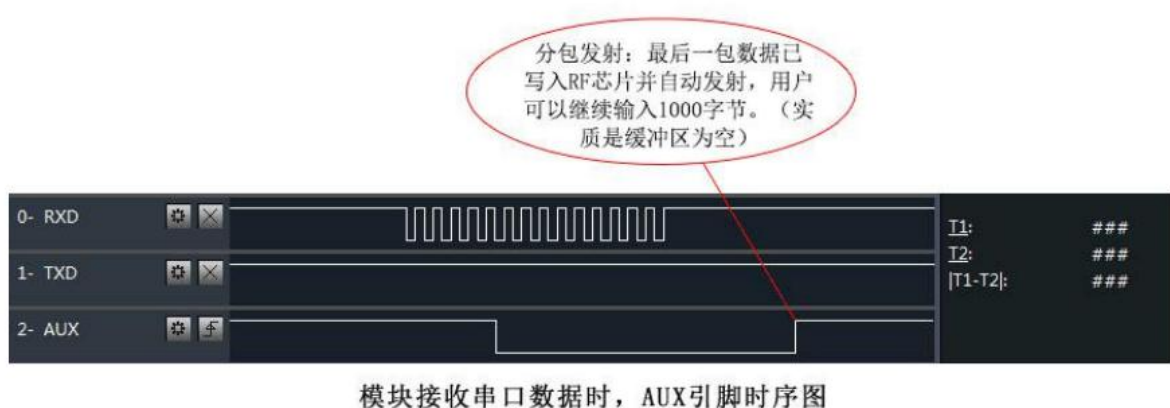 分包发射：最后一包数据已
写入RF芯片并自动发射，用户
可以继续输入1000字节。（实
质是缓冲区为空）
0- RXD
T1: ###
1- TXD
T2: ###
|T1-T2|: ###
2- AUX
模块接收串口数据时，AUX引脚时序图